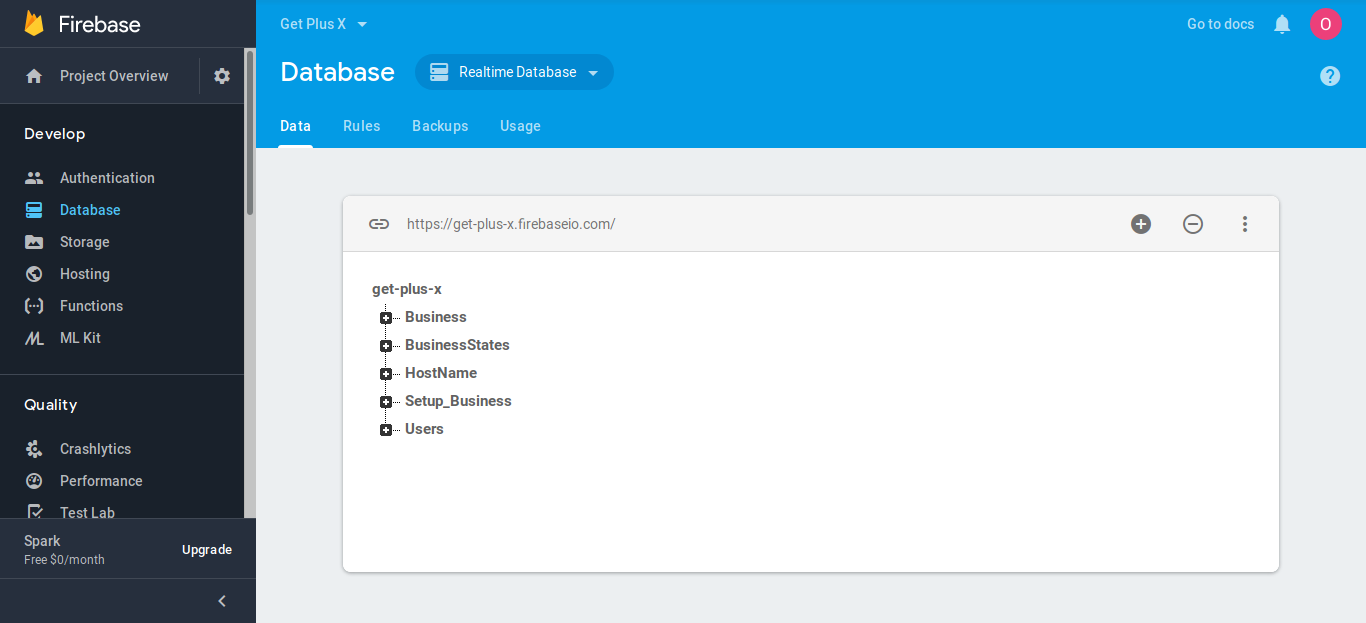 Firebase
Project Overview
Develop
Authentication
Database
Storage
Hosting
Functions
ML Kit
Quality
Crashlytics
Performance
Test Lab
Spark
Free $0/month
Upgrade
Get Plus X
Go to docs
O
Database
Realtime Database
?
Data
Rules
Backups
Usage
https://get-plus-x.firebaseio.com/
get-plus-x
Business
BusinessStates
HostName
Setup_Business
Users